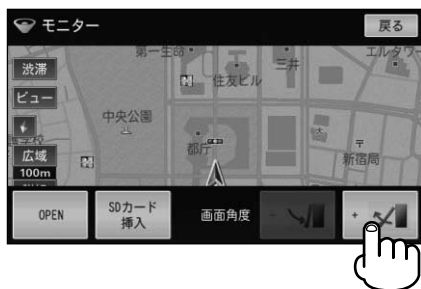 モニター
戻る
第一生命
三井
エルタワー
渋滞
住友ビル
ビュー
中央公園
都庁
〒
新宿局
広域
100m
OPEN
SDカード
挿入
画面角度
-
+